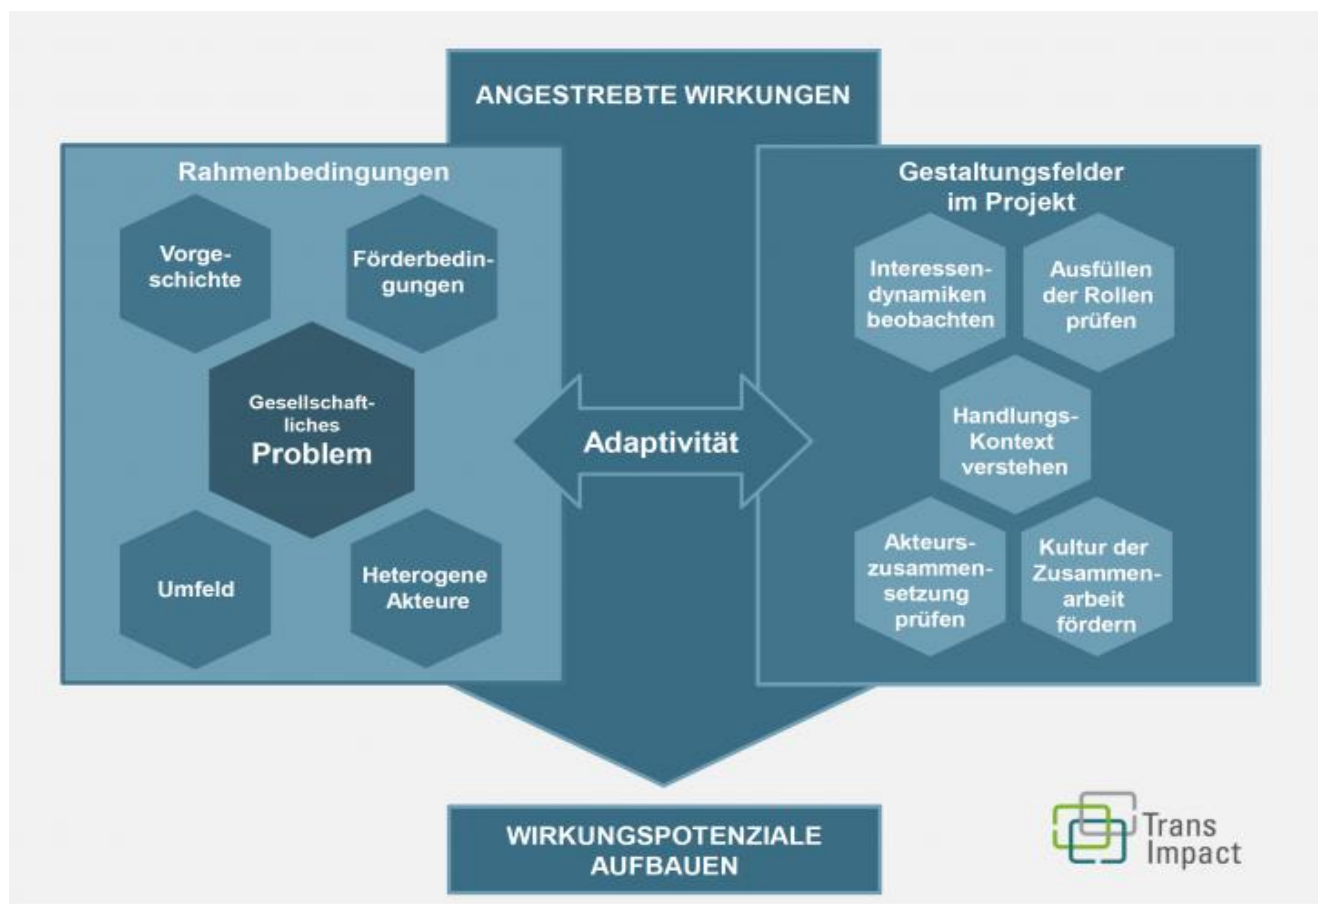 ANGESTREBTE WIRKUNGEN
Rahmenbedingungen
Vorge-
schichte
Förderbedin-
gungen
Gesellschaft-
liches
Problem
Umfeld
Heterogene
Akteure
Adaptivität
Gestaltungsfelder
im Projekt
Interessen-
dynamiken
beobachten
Ausfüllen
der Rollen
prüfen
Handlungs-
Kontext
verstehen
Akteurs-
zusammen-
setzung
prüfen
Kultur der
Zusammen-
arbeit
fördern
WIRKUNGSPOTENZIALE
AUFBAUEN
Trans
Impact